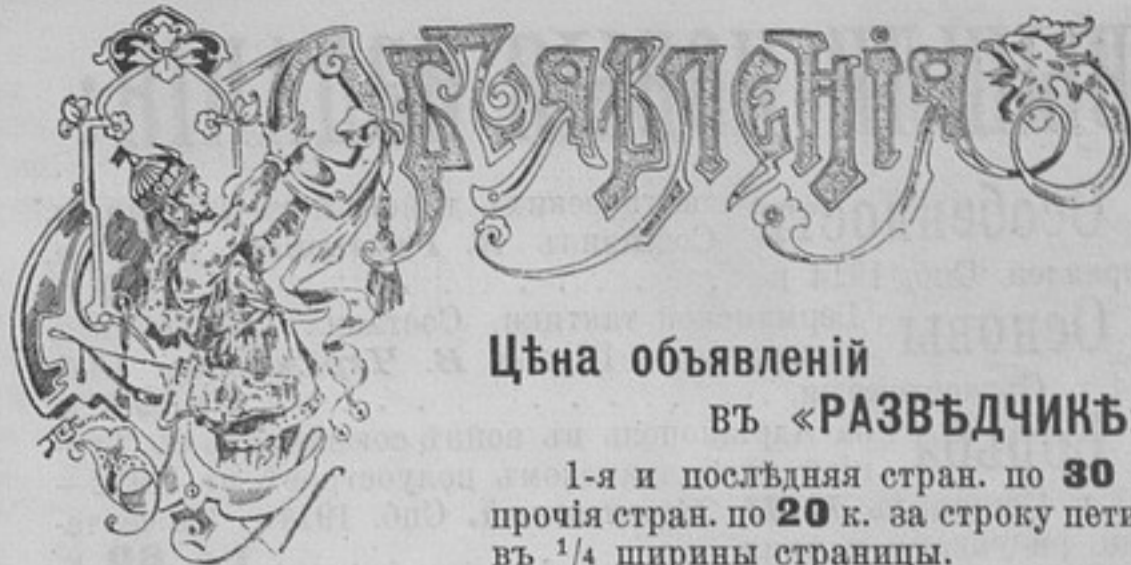 Объявленія
Цѣна объявленій
въ «РАЗВѢДЧИКѢ
1-я и послѣдняя стран. по 30
прочія стран. по 20 к. за строку пети
въ 1/4 ширины страницы.